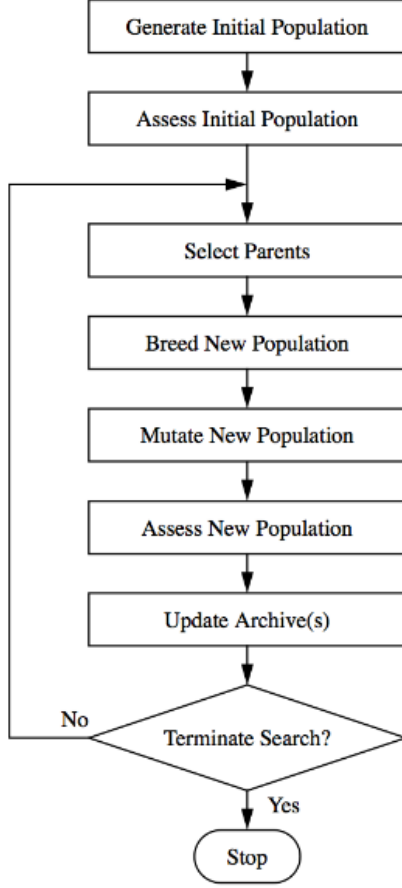 Generate Initial Population
Assess Initial Population
Select Parents
Breed New Population
Mutate New Population
Assess New Population
Update Archive(s)
No
Terminate Search?
Yes
Stop